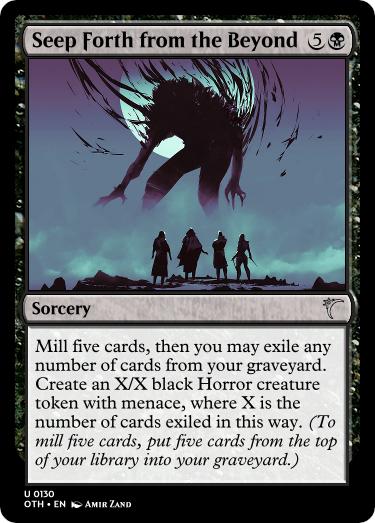 Seep Forth from the Beyond 5
Sorcery
Mill five cards, then you may exile any
number of cards from your graveyard.
Create an X/X black Horror creature
token with menace, where X is the
number of cards exiled in this way. (To
mill five cards, put five cards from the top
of your library into your graveyard.)
U 0130
OTH • EN Amir Zand